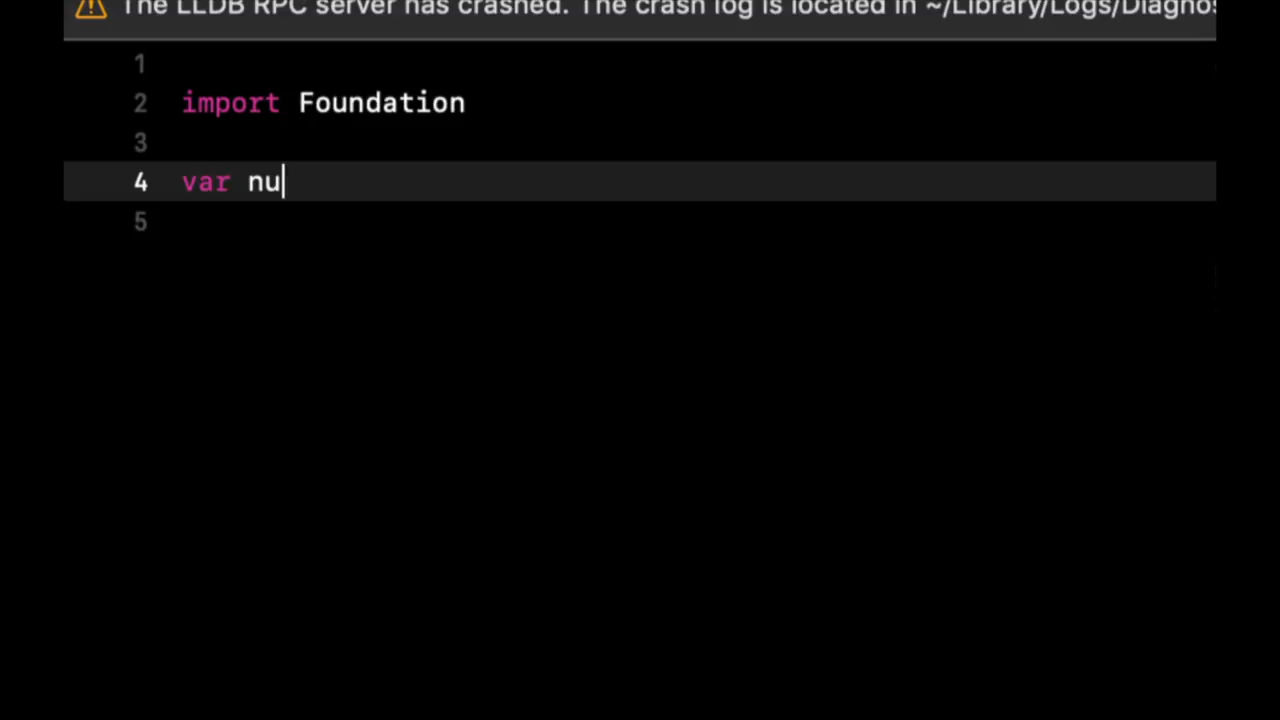 The LLDB RPC server has crashed. The crash log is located in ~/Library/Logs/Diagnos
1
2 import Foundation
3
4 var nu
5